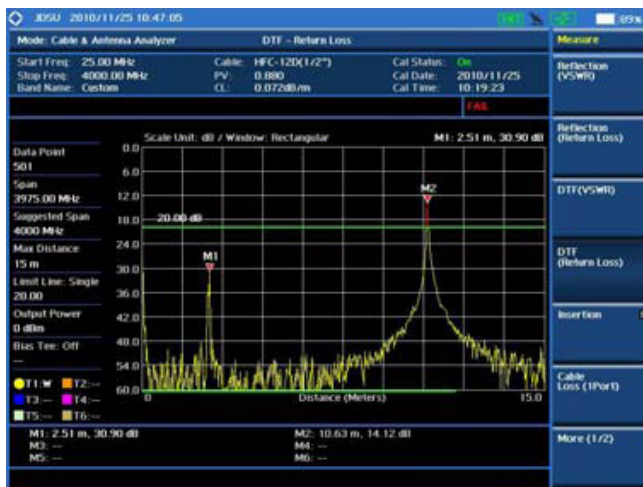 JDSU 2010/11/25 10:47:05
89%
Mode: Cable & Antenna Analyzer DTF - Return Loss
Measure
Start Freq: 25.00 MHz Cable: HFC-12D(1/2") Cal Status: On
Stop Freq: 4000.00 MHz PV: 0.880 Cal Date: 2010/11/25
Band Name: Custom CL: 0.072dB/m Cal Time: 10:19:23
FAIL
Reflection
(VSWR)
Reflection
(Return Loss)
DTF(VSWR)
DTF
(Return Loss)
Insertion
Cable
Loss (1Port)
More (1/2)
Scale Unit: dB / Window: Rectangular M1: 2.51 m, 30.90 dB
Data Point
501
Span
3975.00 MHz
Suggested Span
4000 MHz
Max Distance
15 m
Limit Line: Single
20.00
Output Power
0 dBm
Bias Tee: Off
--
T1: W T2: --
T3: -- T4: --
T5: -- T6: --
0.0
6.0
12.0
18.0
24.0
30.0
36.0
42.0
48.0
54.0
60.0
20.00 dB
M1
M2
0 Distance (Meters) 15.0
M1: 2.51 m, 30.90 dB M2: 10.63 m, 14.12 dB
M3: -- M4: --
M5: -- M6: --